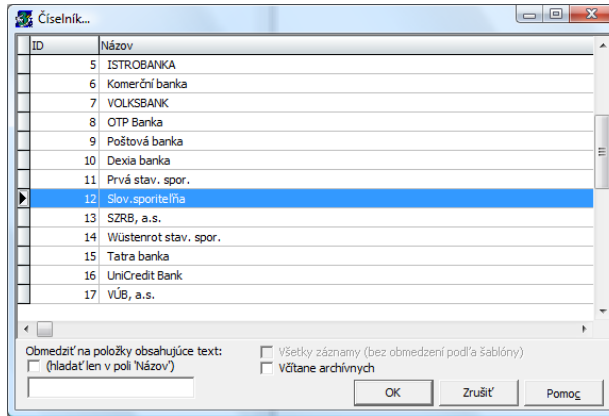 Číselník...
ID Názov
5 ISTROBANKA
6 Komerční banka
7 VOLKSBANK
8 OTP Banka
9 Poštová banka
10 Dexia banka
11 Prvá stav. spor.
12 Slov.sporiteľňa
13 SZRB, a.s.
14 Wüstenrot stav. spor.
15 Tatra banka
16 UniCredit Bank
17 VÚB, a.s.
Obmedziť na položky obsahujúce text:
(hladať len v poli 'Názov')
Všetky záznamy (bez obmedzení podľa šablóny)
Včítane archívnych
OK Zrušiť Pomoc